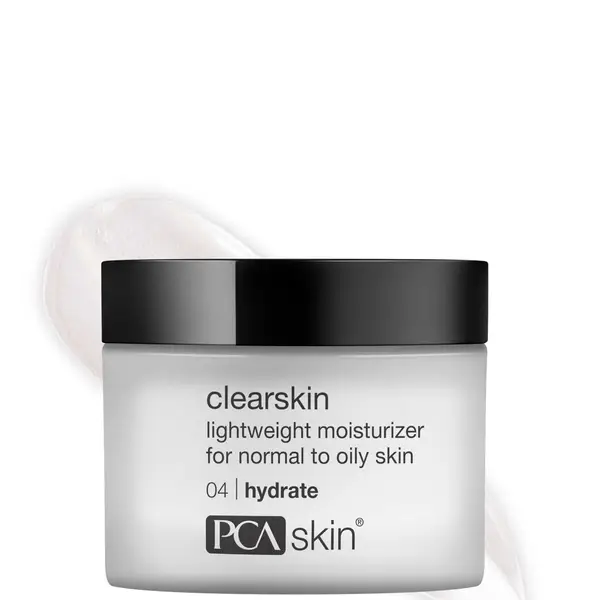 clearskin
lightweight moisturizer
for normal to oily skin
04 | hydrate
PCA skin®